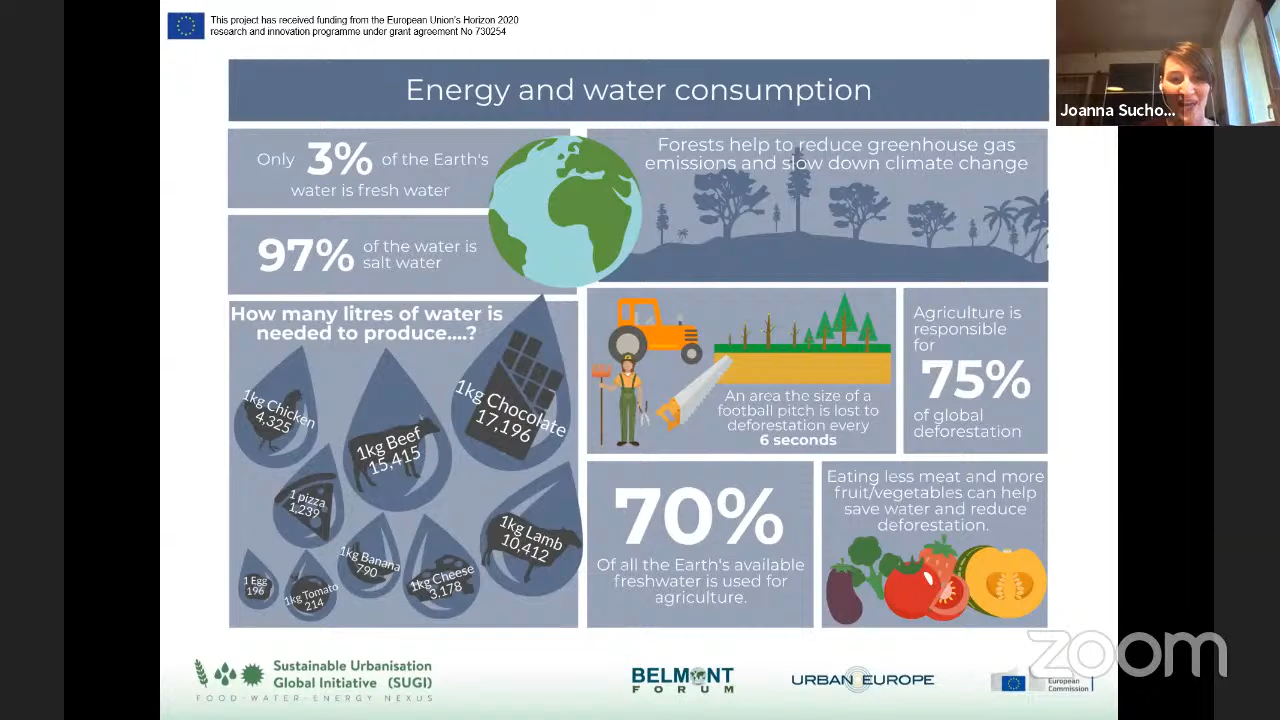 This project has received funding from the European Union's Horizon 2020
research and innovation programme under grant agreement No 730254
Joanna Sucho...
Energy and water consumption
Only 3% of the Earth's
water is fresh water
97% of the water is
salt water
Forests help to reduce greenhouse gas
emissions and slow down climate change
How many litres of water is
needed to produce....?
1kg Chicken
4,325
1kg Beef
15,415
1kg Chocolate
17,196
1 pizza
1,239
1kg Lamb
10,412
1 Egg
196
1kg Tomato
214
1kg Banana
790
1kg Cheese
3,178
An area the size of a
football pitch is lost to
deforestation every
6 seconds
Agriculture is
responsible
for
75%
of global
deforestation
70%
Of all the Earth's available
freshwater is used for
agriculture.
Eating less meat and more
fruit/vegetables can help
save water and reduce
deforestation.
Sustainable Urbanisation
Global Initiative (SUGI)
FOOD-WATER-ENERGY NEXUS
BELMONT
FORUM
URBAN EUROPE
European
Commission
zoom